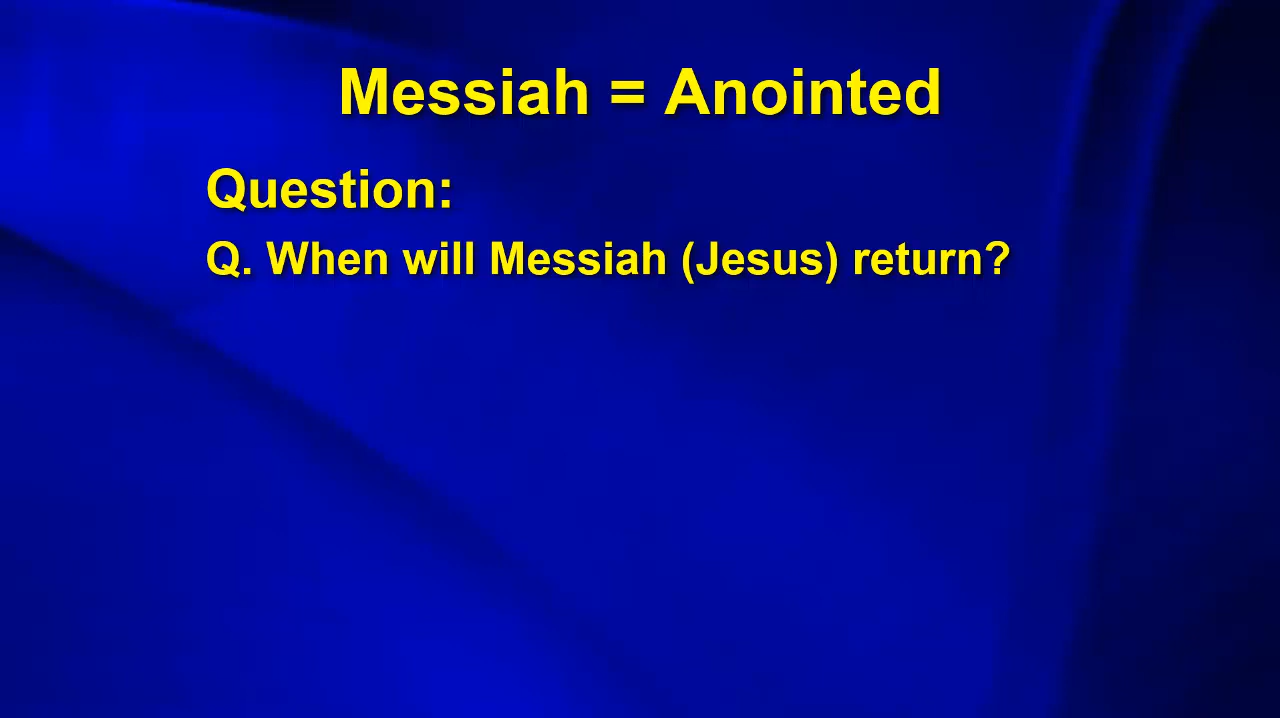 Messiah = Anointed
Question:
Q. When will Messiah (Jesus) return?